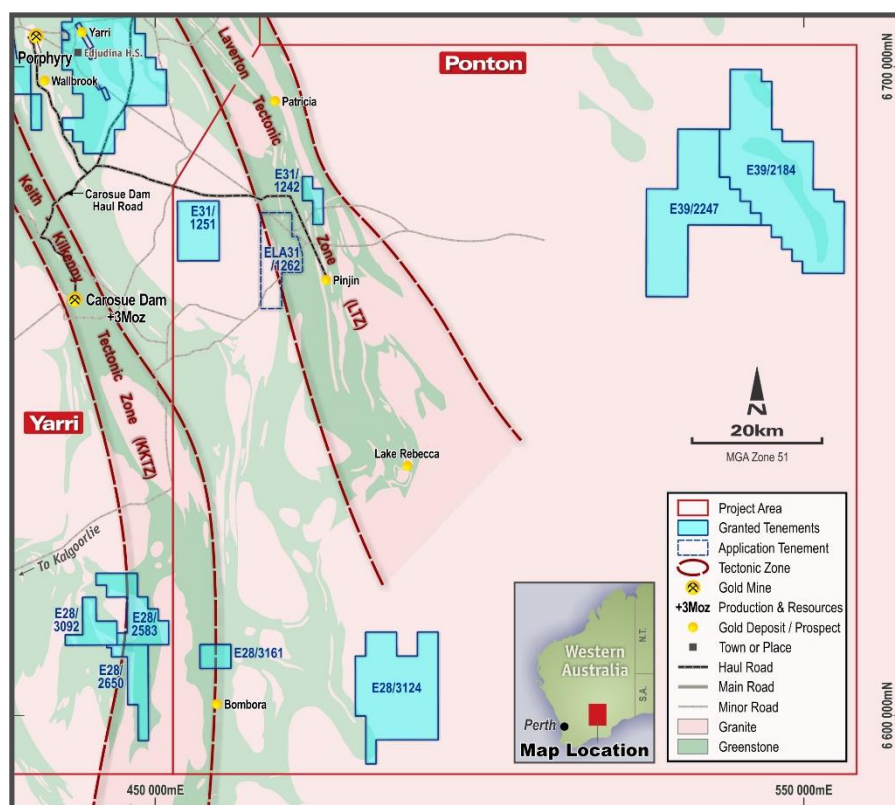 Ponton
6 700 000mN
Yarri
Edjudina H.S.
Porphyry
Wallbrook
Laverton
Tectonic
Zone
(LTZ)
Patricia
E31/
1242
E39/2184
E39/2247
Keith
Kilkenny
Tectonic
Zone
(KKTZ)
Carosue Dam
Haul Road
E31/
1251
ELA31
/1262
Pinjin
Carosue Dam
+3Moz
Yarri
N
20km
MGA Zone 51
Lake Rebecca
To Kalgoorlie
E28/
3092
E28/
2583
E28/
2650
E28/3161
Bombora
E28/3124
Western
Australia
N.T.
S.A.
Perth
Map Location
Project Area
Granted Tenements
Application Tenement
Tectonic Zone
Gold Mine
+3Moz Production & Resources
Gold Deposit / Prospect
Town or Place
Haul Road
Main Road
Minor Road
Granite
Greenstone
6 600 000mN
450 000mE
550 000mE